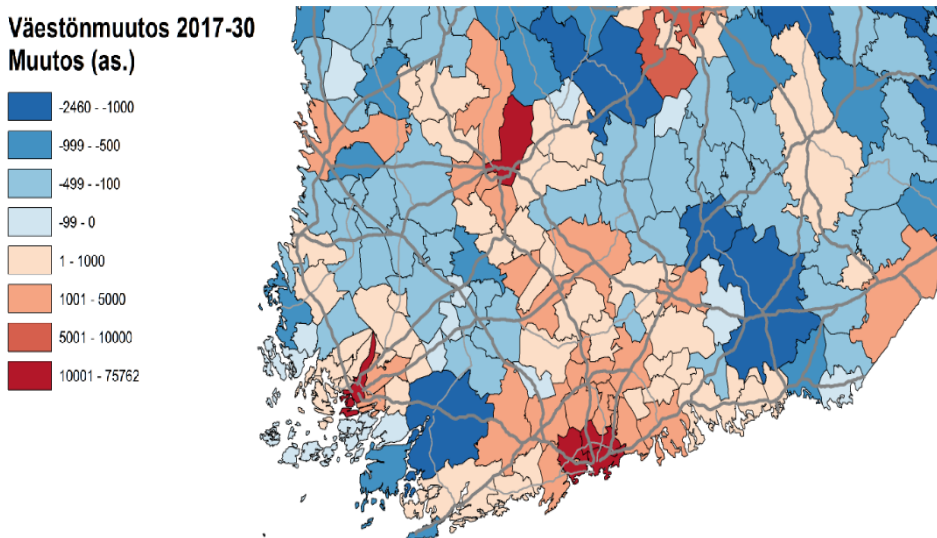 Väestönmuutos 2017-30
Muutos (as.)
-2460 - -1000
-999 - -500
-499 - -100
-99 - 0
1 - 1000
1001 - 5000
5001 - 10000
10001 - 75762